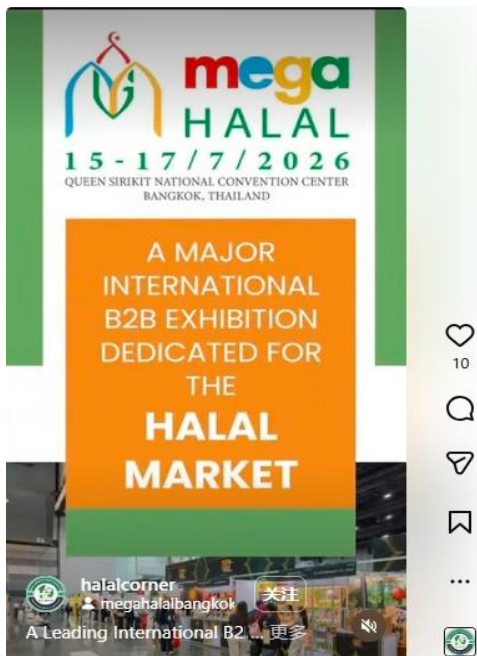 mega
HALAL
15-17/7/2026
QUEEN SIRIKIT NATIONAL CONVENTION CENTER
BANGKOK, THAILAND
A MAJOR
INTERNATIONAL
B2B EXHIBITION
DEDICATED FOR
THE
HALAL
MARKET
10
halalcorner
megahalalbangkok
关注
A Leading International B2 ... 更多